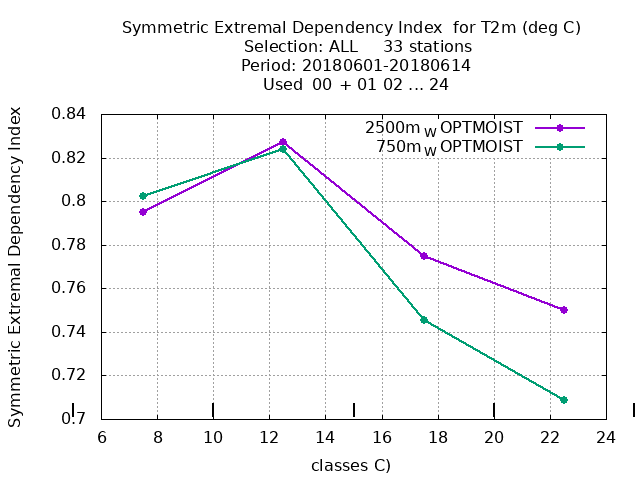 Symmetric Extremal Dependency Index for T2m (deg C)
Selection: ALL 33 stations
Period: 20180601-20180614
Used 00 + 01 02 ... 24
Symmetric Extremal Dependency Index
0.84
0.82
0.8
0.78
0.76
0.74
0.72
0.7
2500m W OPTMOIST
750m W OPTMOIST
6 8 10 12 14 16 18 20 22 24
classes C)